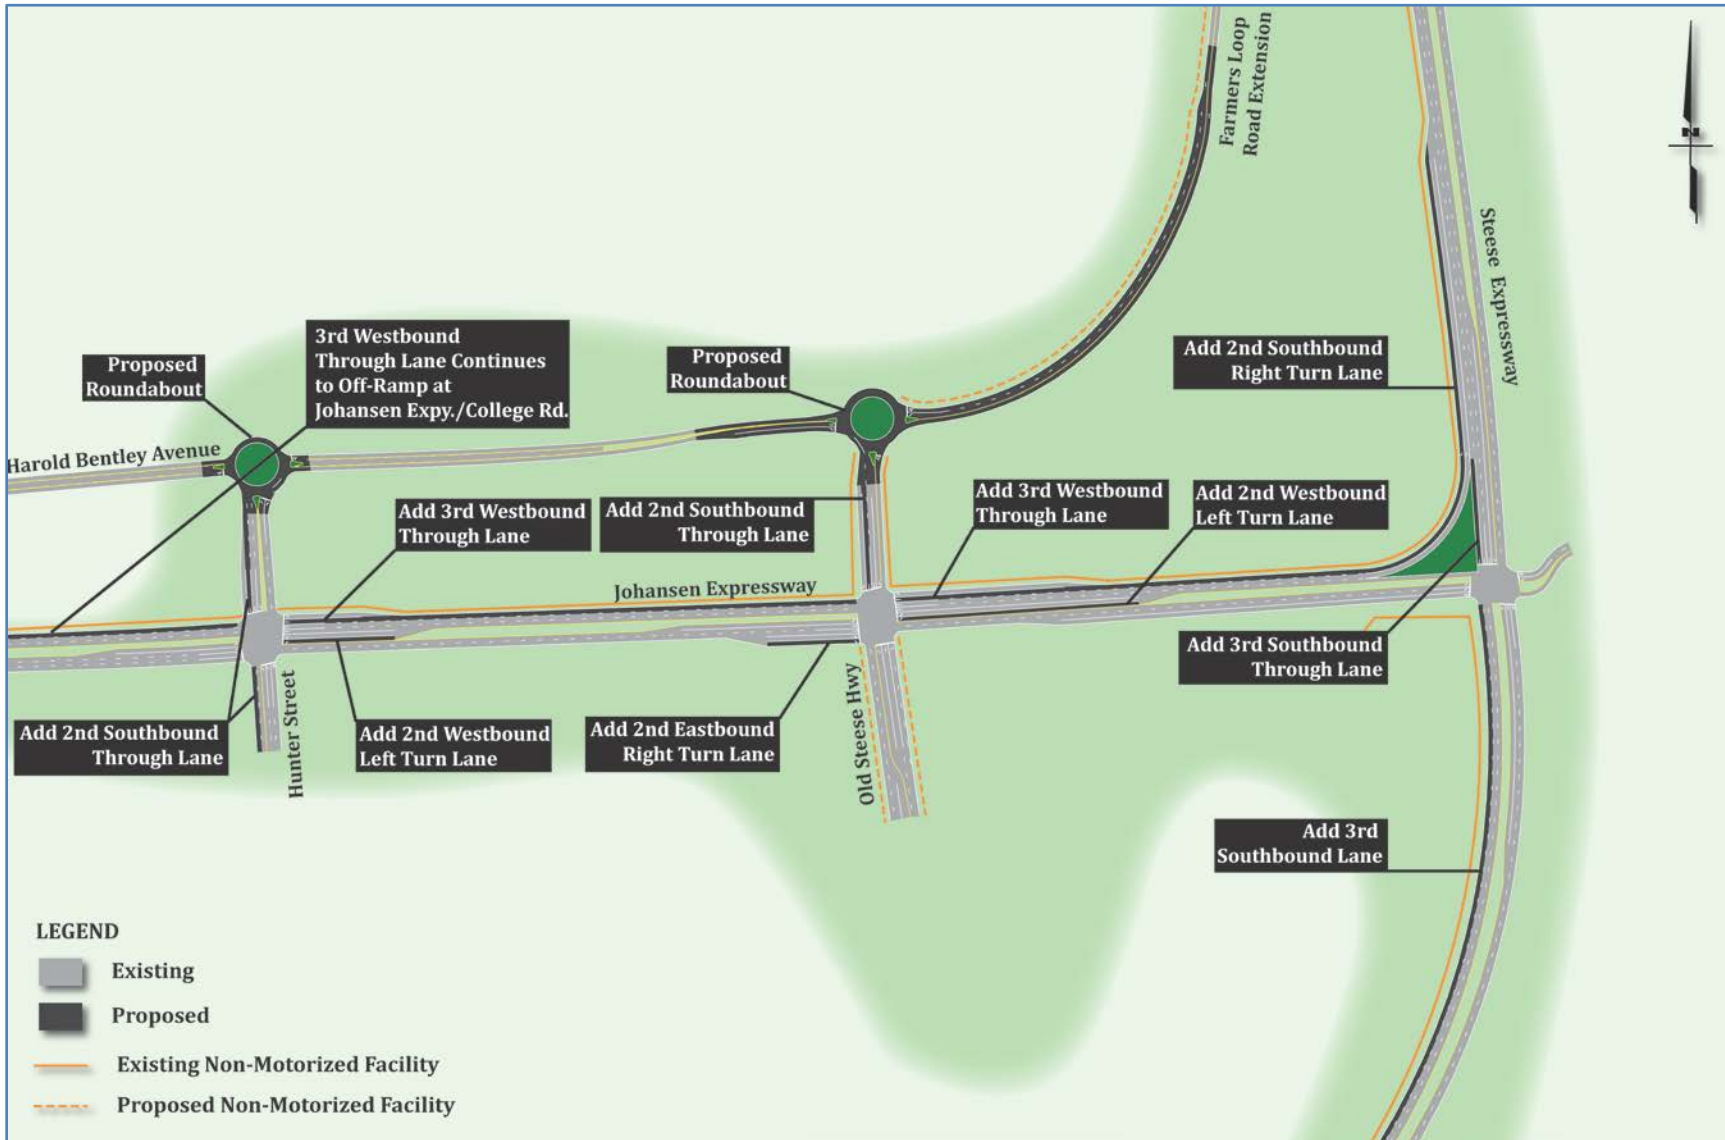 Farmers Loop
Road Extension
N
Steese Expressway
3rd Westbound
Through Lane Continues
to Off-Ramp at
Johansen Expy./College Rd.
Proposed
Roundabout
Proposed
Roundabout
Add 2nd Southbound
Right Turn Lane
Harold Bentley Avenue
Add 3rd Westbound
Through Lane
Add 2nd Southbound
Through Lane
Add 3rd Westbound
Through Lane
Add 2nd Westbound
Left Turn Lane
Johansen Expressway
Add 3rd Southbound
Through Lane
Add 2nd Southbound
Through Lane
Hunter Street
Add 2nd Westbound
Left Turn Lane
Add 2nd Eastbound
Right Turn Lane
Old Steese Hwy
Add 3rd
Southbound Lane
LEGEND
Existing
Proposed
Existing Non-Motorized Facility
Proposed Non-Motorized Facility